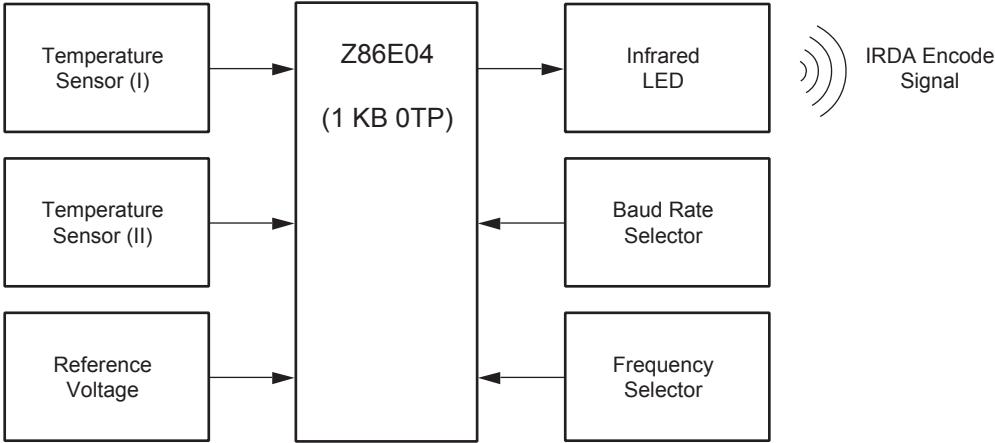 Temperature
Sensor (I)
Z86E04
(1 KB 0TP)
Infrared
LED
IRDA Encode
Signal
Temperature
Sensor (II)
Baud Rate
Selector
Reference
Voltage
Frequency
Selector